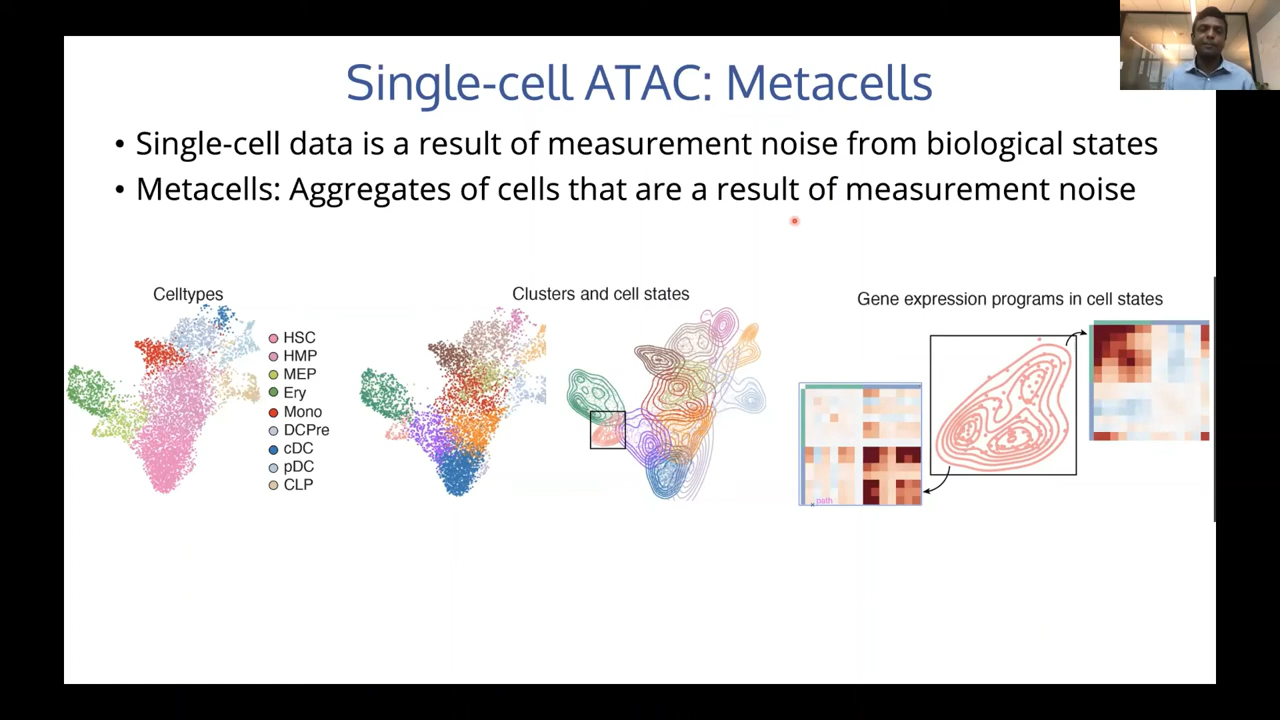 Single-cell ATAC: Metacells
• Single-cell data is a result of measurement noise from biological states
• Metacells: Aggregates of cells that are a result of measurement noise
Celltypes
HSC
HMP
MEP
Ery
Mono
DCPre
cDC
pDC
CLP
Clusters and cell states
Gene expression programs in cell states
path